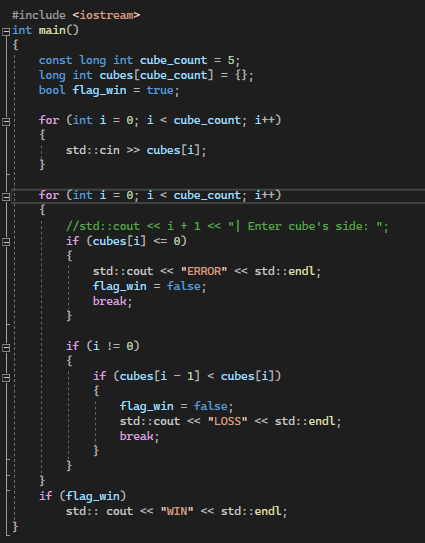 #include <iostream>
int main()
{
    const long int cube_count = 5;
    long int cubes[cube_count] = {};
    bool flag_win = true;

    for (int i = 0; i < cube_count; i++)
    {
        std::cin >> cubes[i];
    }

    for (int i = 0; i < cube_count; i++)
    {
        //std::cout << i + 1 << "| Enter cube's side: ";
        if (cubes[i] <= 0)
        {
            std::cout << "ERROR" << std::endl;
            flag_win = false;
            break;
        }

        if (i != 0)
        {
            if (cubes[i - 1] < cubes[i])
            {
                flag_win = false;
                std::cout << "LOSS" << std::endl;
                break;
            }
        }
    }
    if (flag_win)
        std:: cout << "WIN" << std::endl;
}